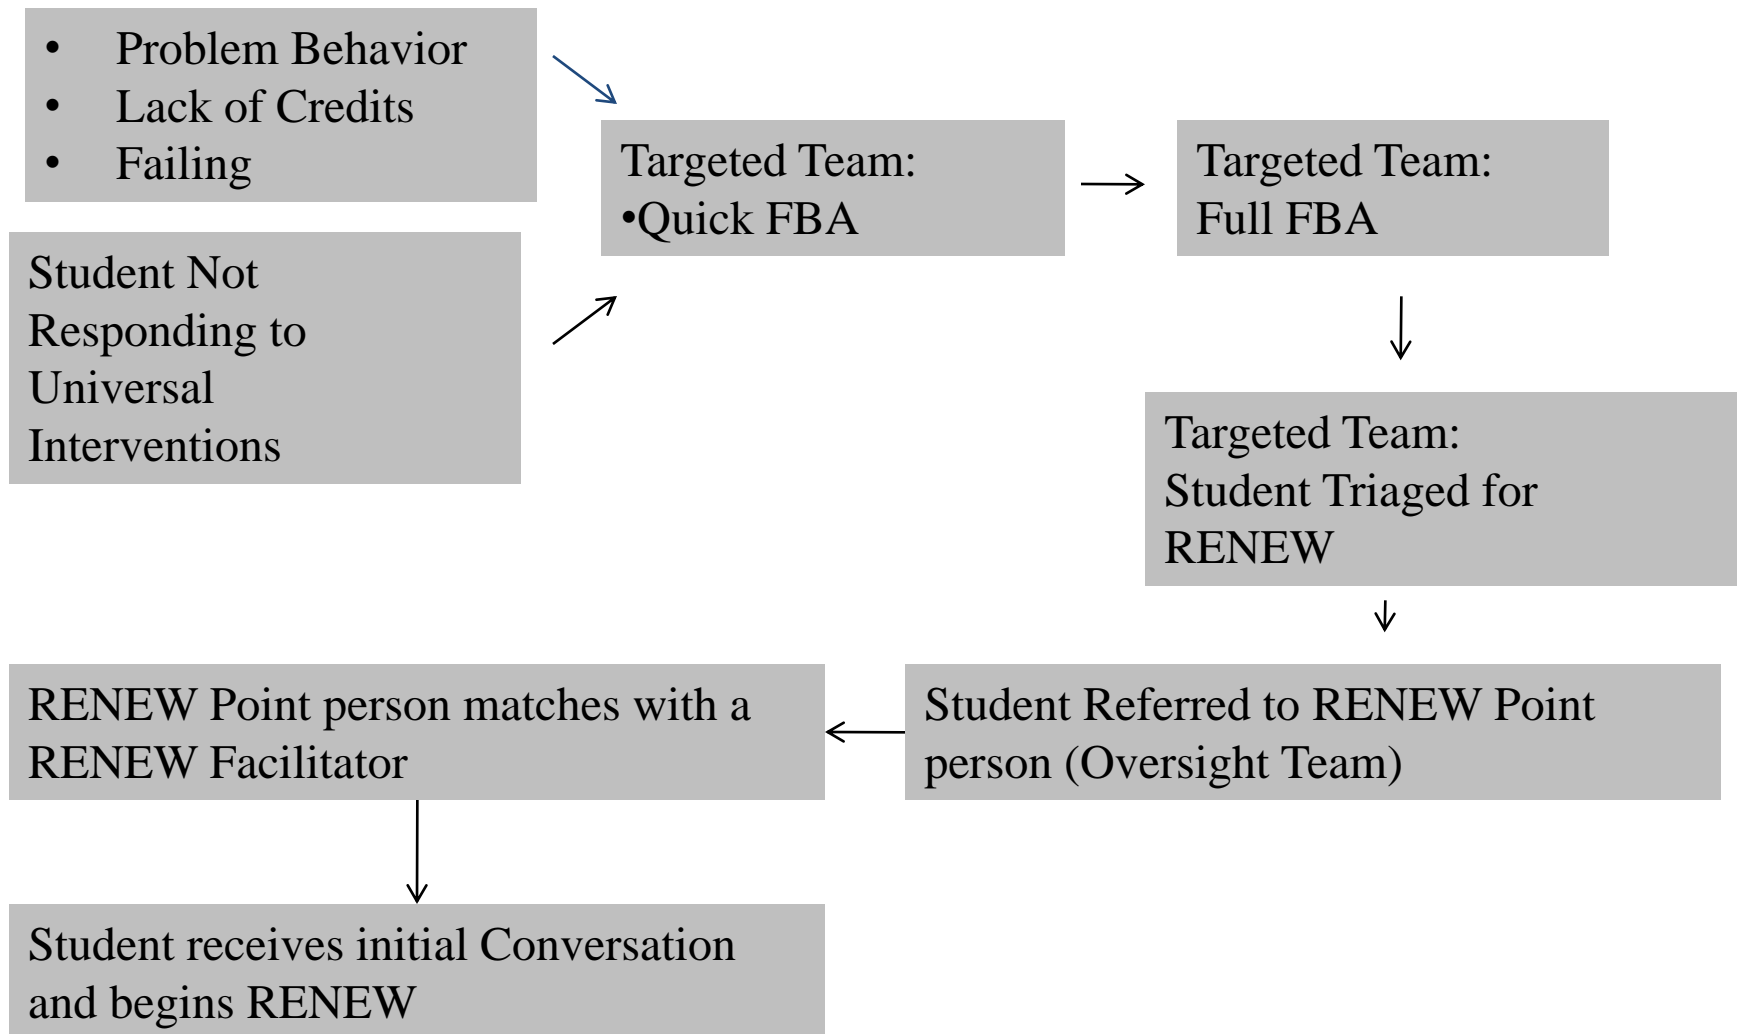 • Problem Behavior
• Lack of Credits
• Failing
Student Not
Responding to
Universal
Interventions
Targeted Team:
•Quick FBA
Targeted Team:
Full FBA
Targeted Team:
Student Triaged for
RENEW
Student Referred to RENEW Point
person (Oversight Team)
RENEW Point person matches with a
RENEW Facilitator
Student receives initial Conversation
and begins RENEW